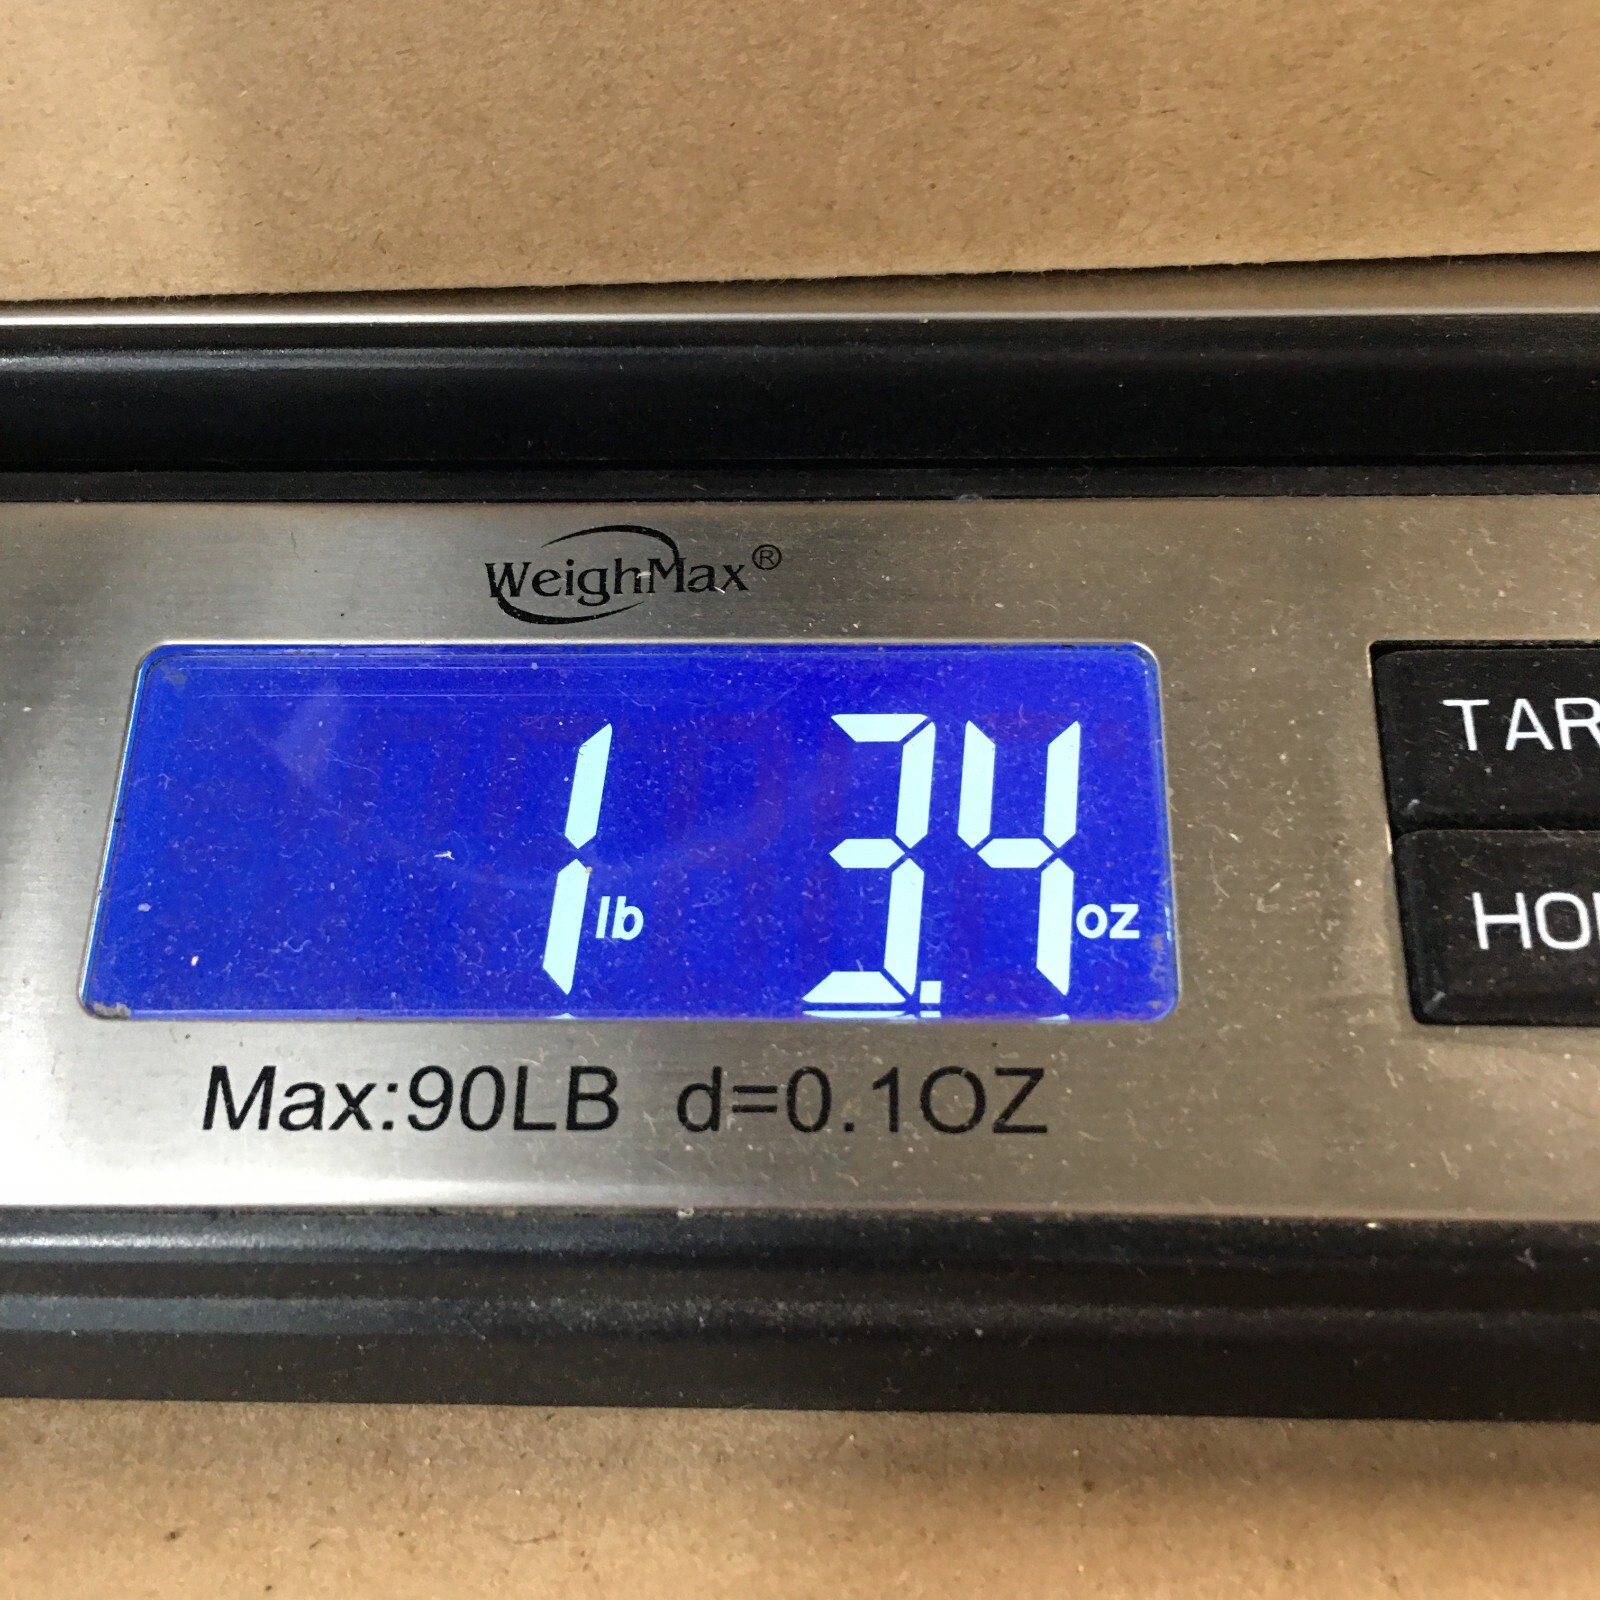 WeighMax®
1 lb 3.4 oz
TAR
HO
Max:90LB d=0.1OZ